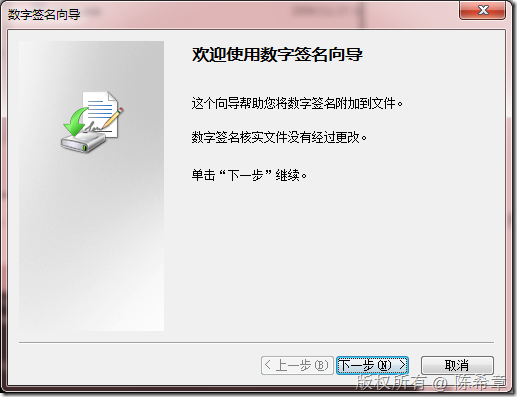 数字签名向导
欢迎使用数字签名向导
这个向导帮助您将数字签名附加到文件。
数字签名核实文件没有经过更改。
单击“下一步”继续。
< 上一步(B)
下一步(N) >
取消
版权所有 @ 陈希章